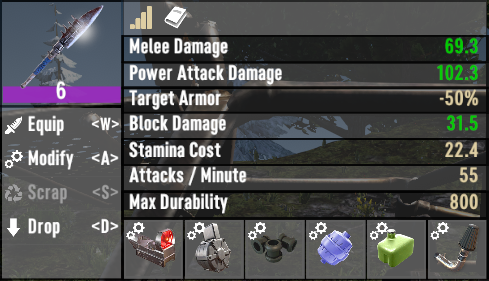 6
Equip <W>
Modify <A>
Scrap <S>
Drop <D>
Melee Damage 69.3
Power Attack Damage 102.3
Target Armor -50%
Block Damage 31.5
Stamina Cost 22.4
Attacks / Minute 55
Max Durability 800